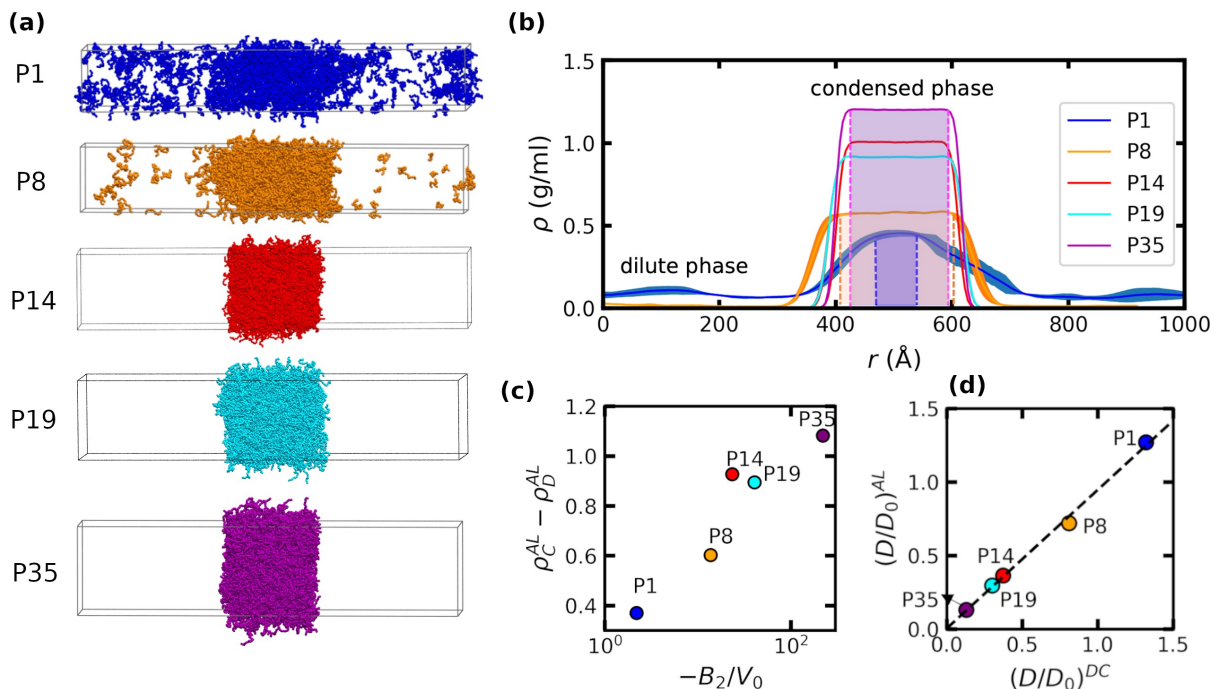 (a)
P1
P8
P14
P19
P35
(b)
1.5
1.0
0.5
0.0
ρ (g/ml)
condensed phase
dilute phase
P1
P8
P14
P19
P35
0 200 400 600 800 1000
r (Å)
(c)
1.2
1.0
0.8
0.6
0.4
ρ_C^{AL} − ρ_D^{AL}
P35
P14
P19
P8
P1
10^0 10^2
−B_2/V_0
(d)
1.5
1.0
0.5
0.0
(D/D_0)^{AL}
P1
P8
P14
P19
P35
0.0 0.5 1.0 1.5
(D/D_0)^{DC}